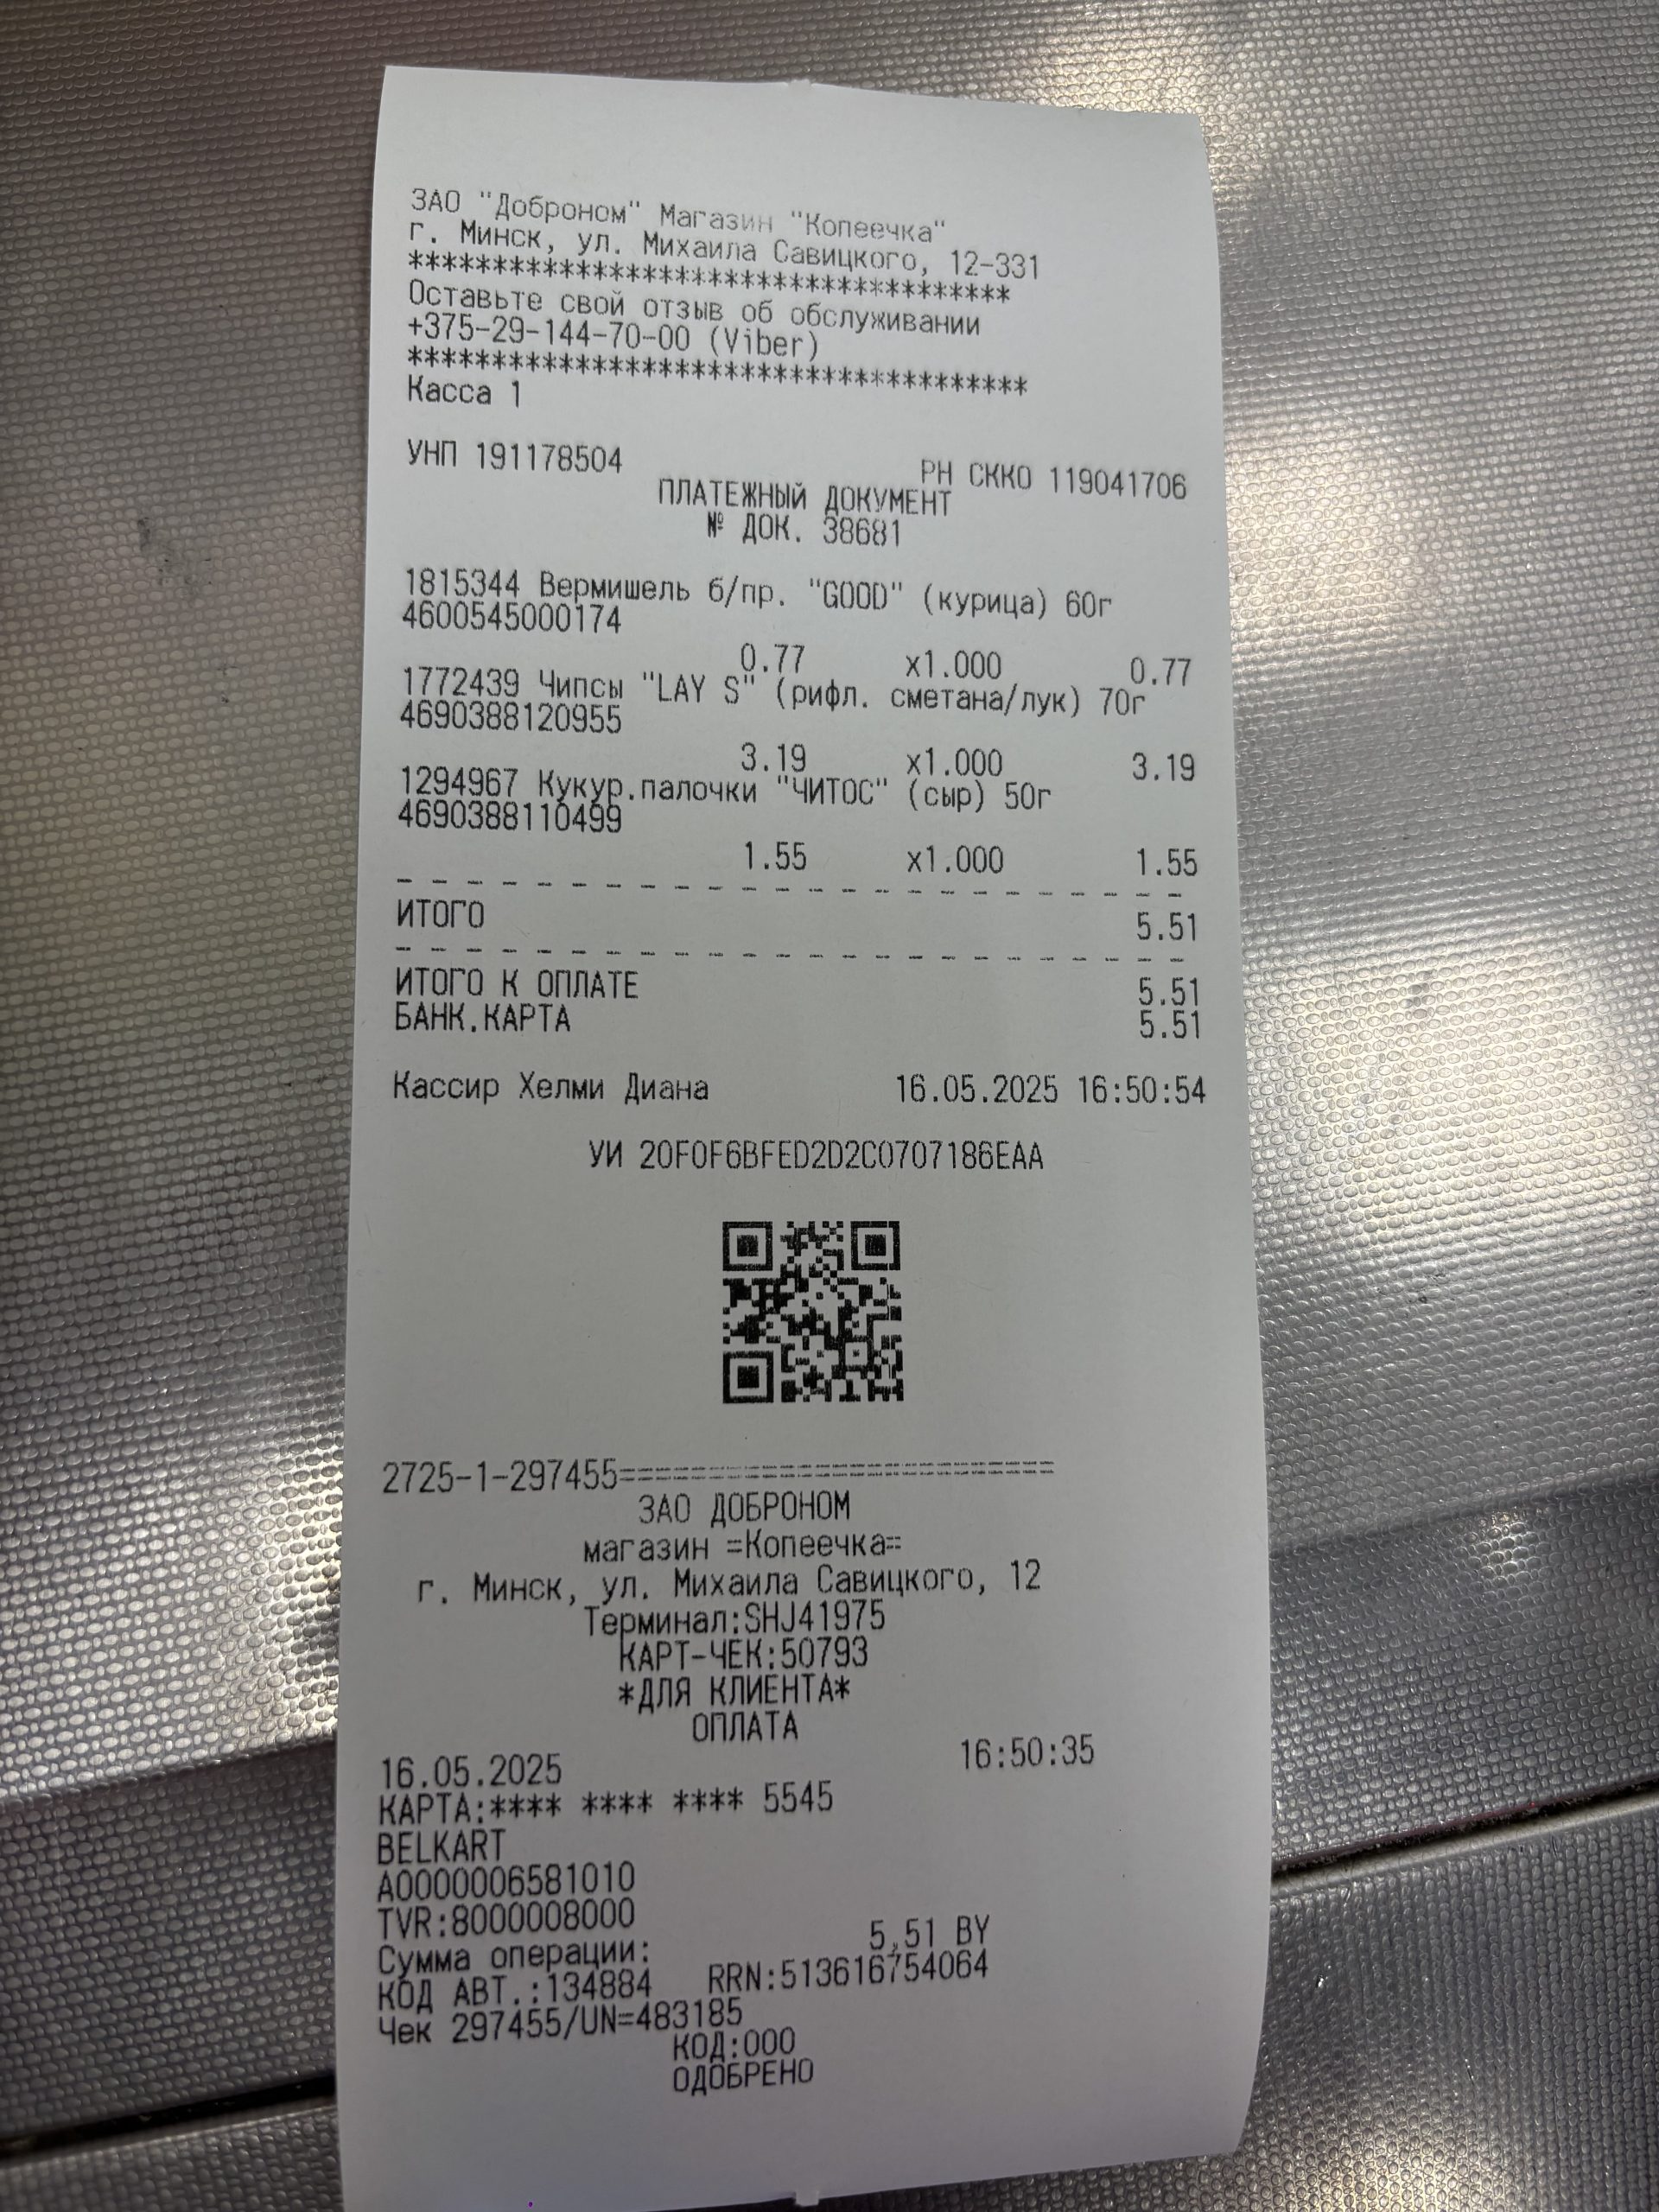 ЗАО "Доброном" Магазин "Копеечка"
г. Минск, ул. Михаила Савицкого, 12-331
************************************
Оставьте свой отзыв об обслуживании
+375-29-144-70-00 (Viber)
*************************************
Касса 1
УНП 191178504 РН СККО 119041706
ПЛАТЕЖНЫЙ ДОКУМЕНТ
№ ДОК. 38681
1815344 Вермишель б/пр. "GOOD" (курица) 60г
4600545000174
0.77 x1.000 0.77
1772439 Чипсы "LAY S" (рифл. сметана/лук) 70г
4690388120955
3.19 x1.000 3.19
1294967 Кукур.палочки "ЧИТОС" (сыр) 50г
4690388110499
1.55 x1.000 1.55
ИТОГО 5.51
ИТОГО К ОПЛАТЕ 5.51
БАНК.КАРТА 5.51
Кассир Хелми Диана 16.05.2025 16:50:54
УИ 20F0F6BFED2D2C0707186EAA
2725-1-297455=========================
ЗАО ДОБРОНОМ
магазин =Копеечка=
г. Минск, ул. Михаила Савицкого, 12
Терминал:SHJ41975
КАРТ-ЧЕК:50793
*ДЛЯ КЛИЕНТА*
ОПЛАТА
16.05.2025 16:50:35
КАРТА:**** **** **** 5545
BELKART
A0000006581010
TVR:8000008000
Сумма операции: 5,51 BY
КОД АВТ.:134884 RRN:513616754064
Чек 297455/UN=483185
КОД:000
ОДОБРЕНО